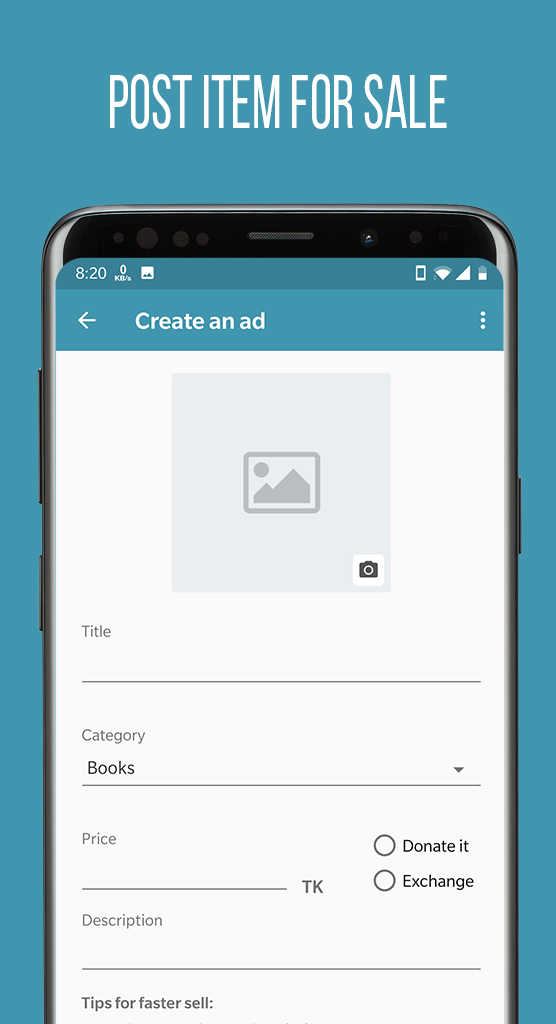 POST ITEM FOR SALE
8:20 0 KB/s
Create an ad
Title
Category
Books
Price
Donate it
TK
Exchange
Description
Tips for faster sell: